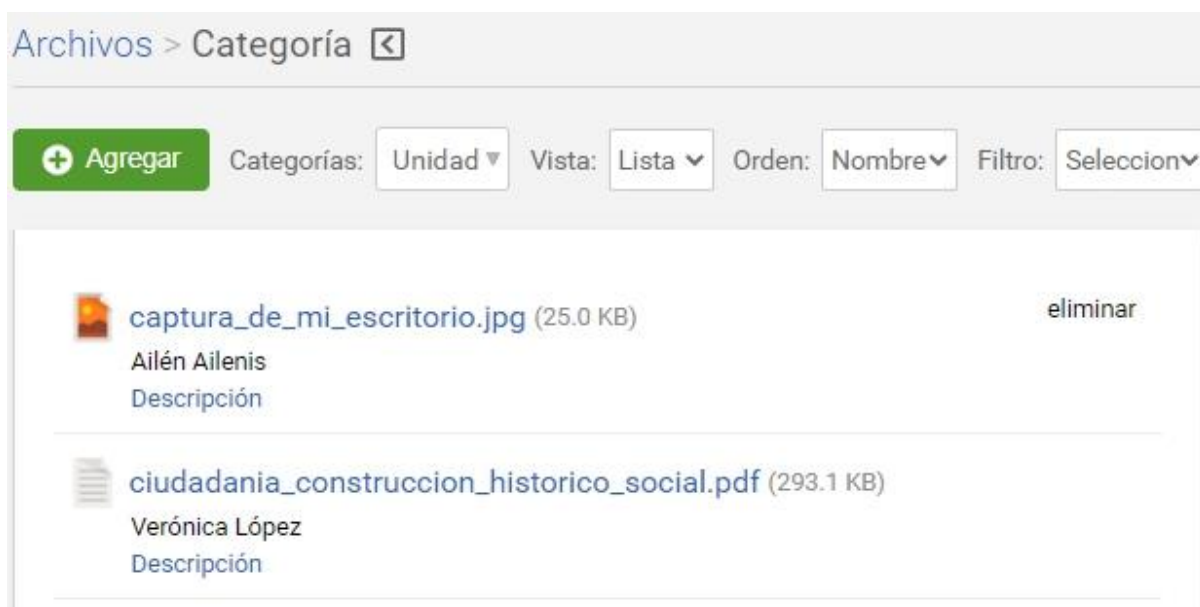 Archivos > Categoría
Agregar Categorías: Unidad Vista: Lista Orden: Nombre Filtro: Seleccion
captura_de_mi_escritorio.jpg (25.0 KB) eliminar
Ailén Ailenis
Descripción
ciudadania_construccion_historico_social.pdf (293.1 KB)
Verónica López
Descripción